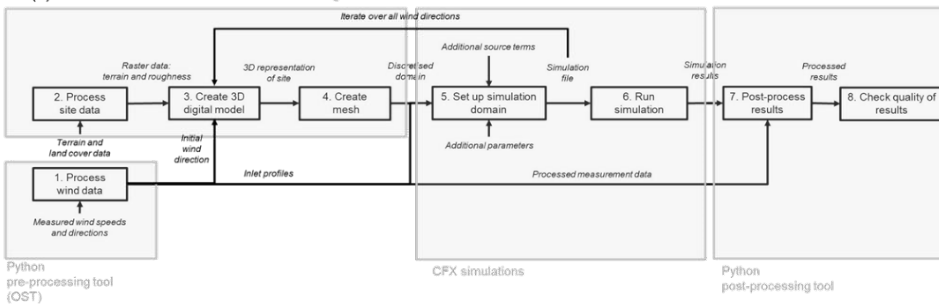 Iterate over all wind directions
Raster data:
terrain and roughness
3D representation
of site
Discretised
domain
Additional source terms
Simulation
file
Simulation
results
Processed
results
2. Process
site data
3. Create 3D
digital model
4. Create
mesh
5. Set up simulation
domain
6. Run
simulation
7. Post-process
results
8. Check quality of
results
Terrain and
land cover data
Initial
wind
direction
Additional parameters
1. Process
wind data
Inlet profiles
Processed measurement data
Measured wind speeds
and directions
Python
pre-processing tool
(OST)
CFX simulations
Python
post-processing tool